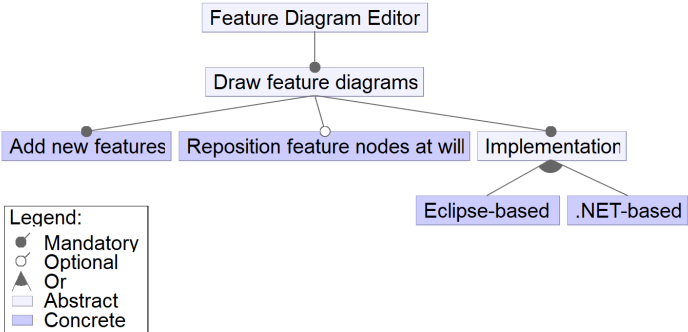 Feature Diagram Editor
Draw feature diagrams
Add new features
Reposition feature nodes at will
Implementation
Eclipse-based
.NET-based
Legend:
Mandatory
Optional
Or
Abstract
Concrete